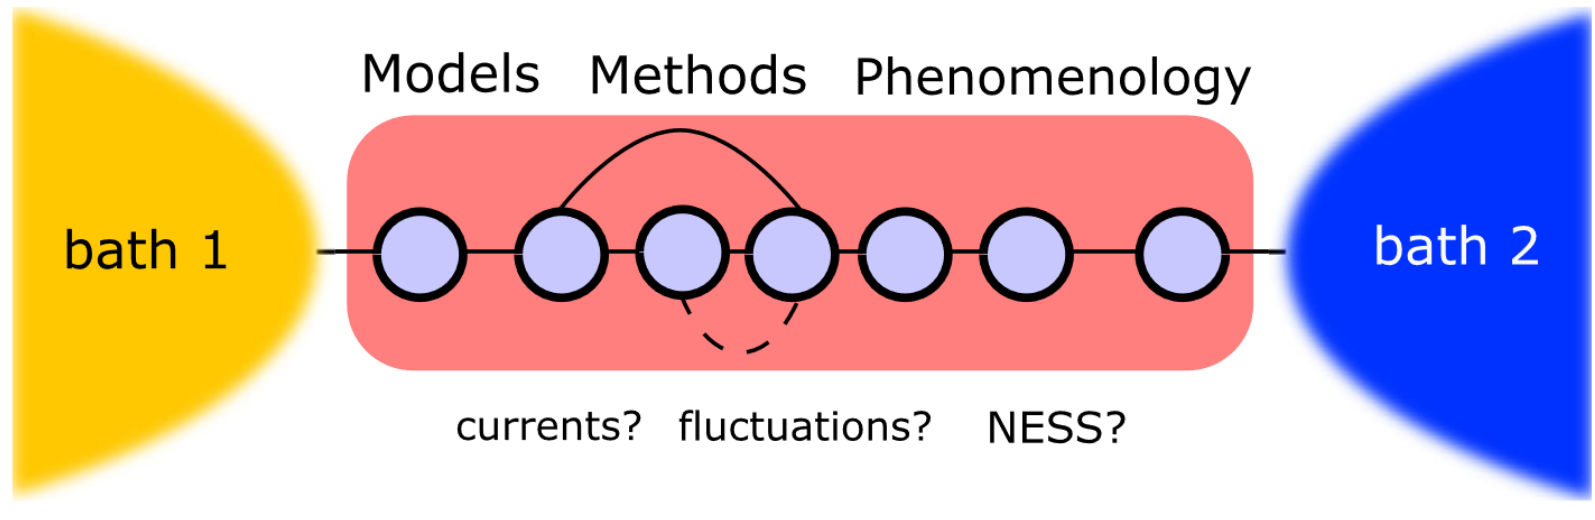 Models Methods Phenomenology
bath 1
bath 2
currents? fluctuations? NESS?